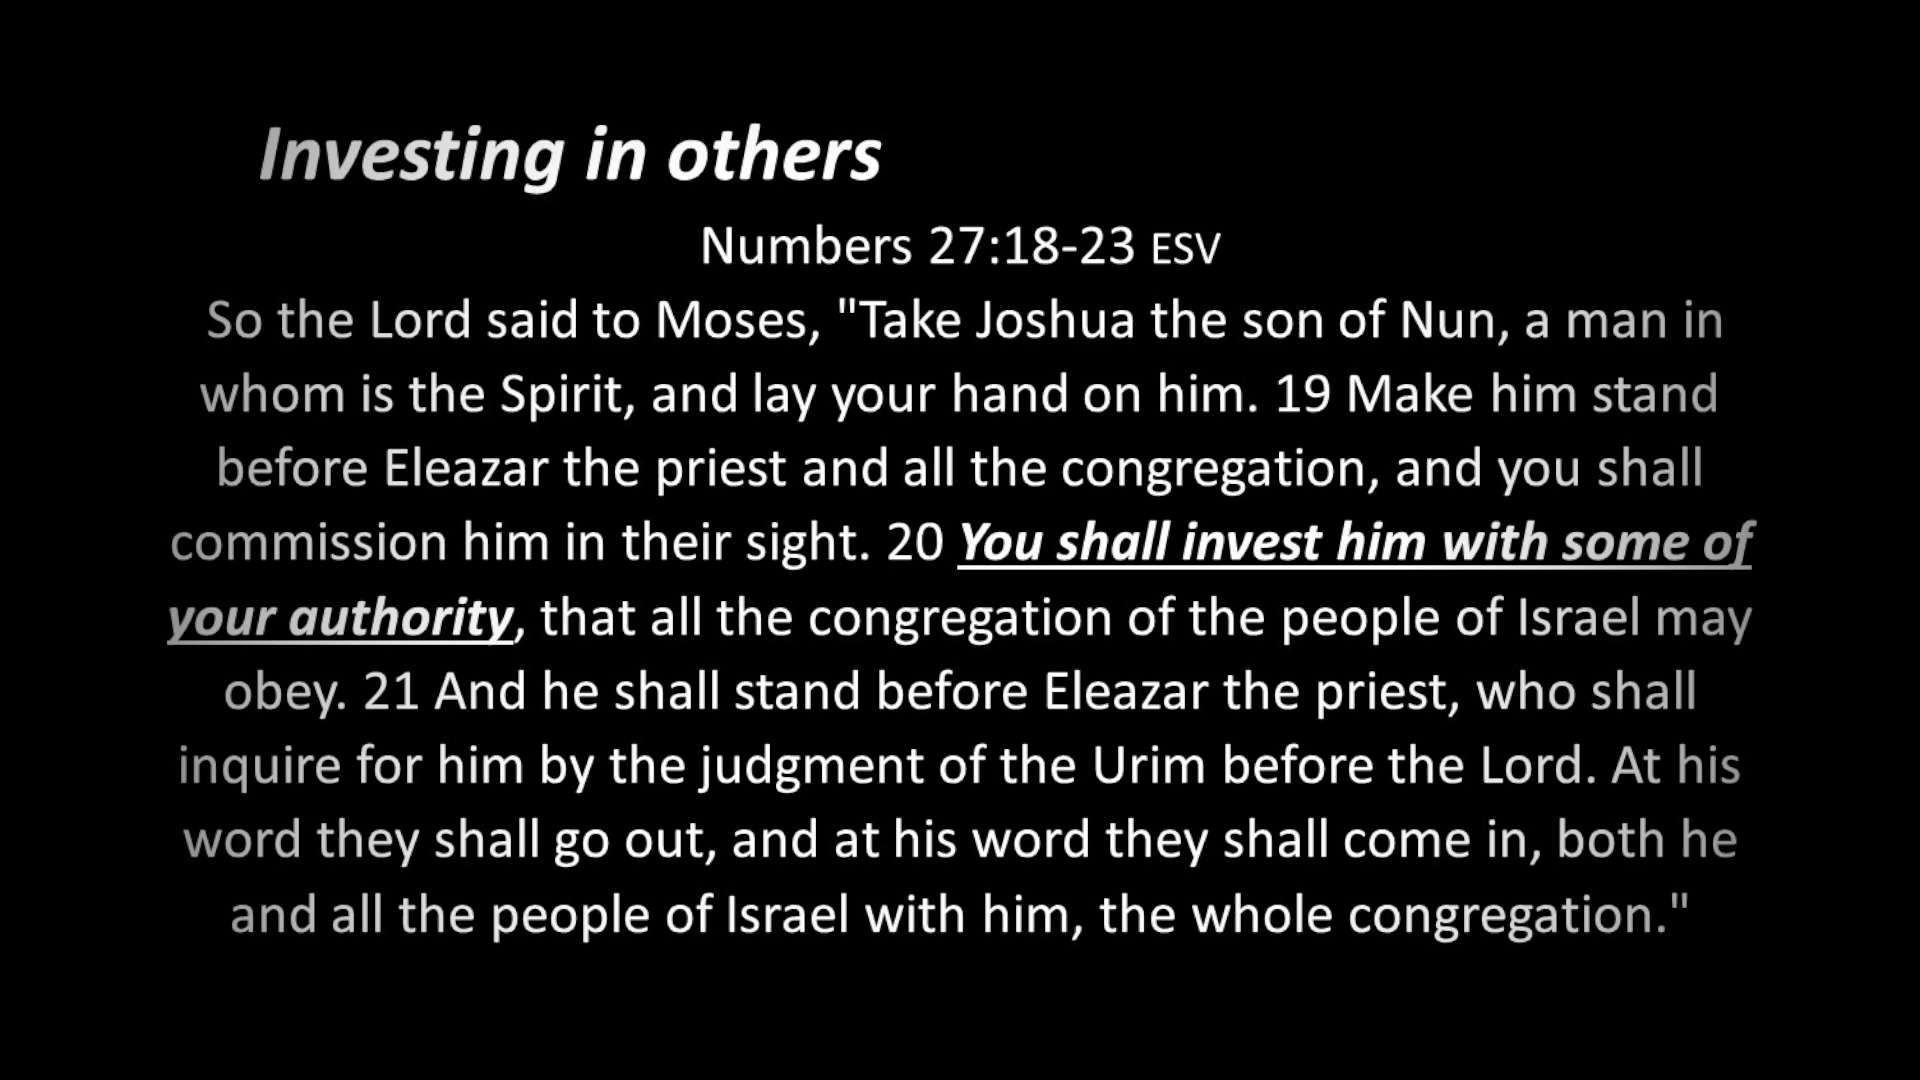 Investing in others
Numbers 27:18-23 ESV
So the Lord said to Moses, "Take Joshua the son of Nun, a man in
whom is the Spirit, and lay your hand on him. 19 Make him stand
before Eleazar the priest and all the congregation, and you shall
commission him in their sight. 20 You shall invest him with some of
your authority, that all the congregation of the people of Israel may
obey. 21 And he shall stand before Eleazar the priest, who shall
inquire for him by the judgment of the Urim before the Lord. At his
word they shall go out, and at his word they shall come in, both he
and all the people of Israel with him, the whole congregation."